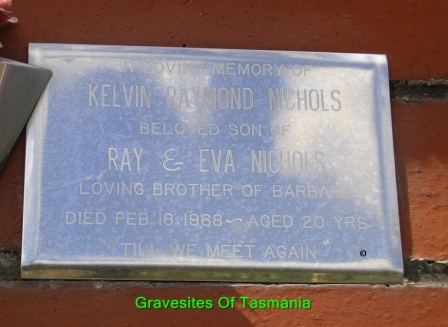 IN LOVING MEMORY OF
KELVIN RAYMOND NICHOLS
BELOVED SON OF
RAY & EVA NICHOLS
LOVING BROTHER OF BARBARA
DIED FEB. 18. 1968 ~ AGED 20 YRS.
"TILL WE MEET AGAIN"
Gravesites Of Tasmania